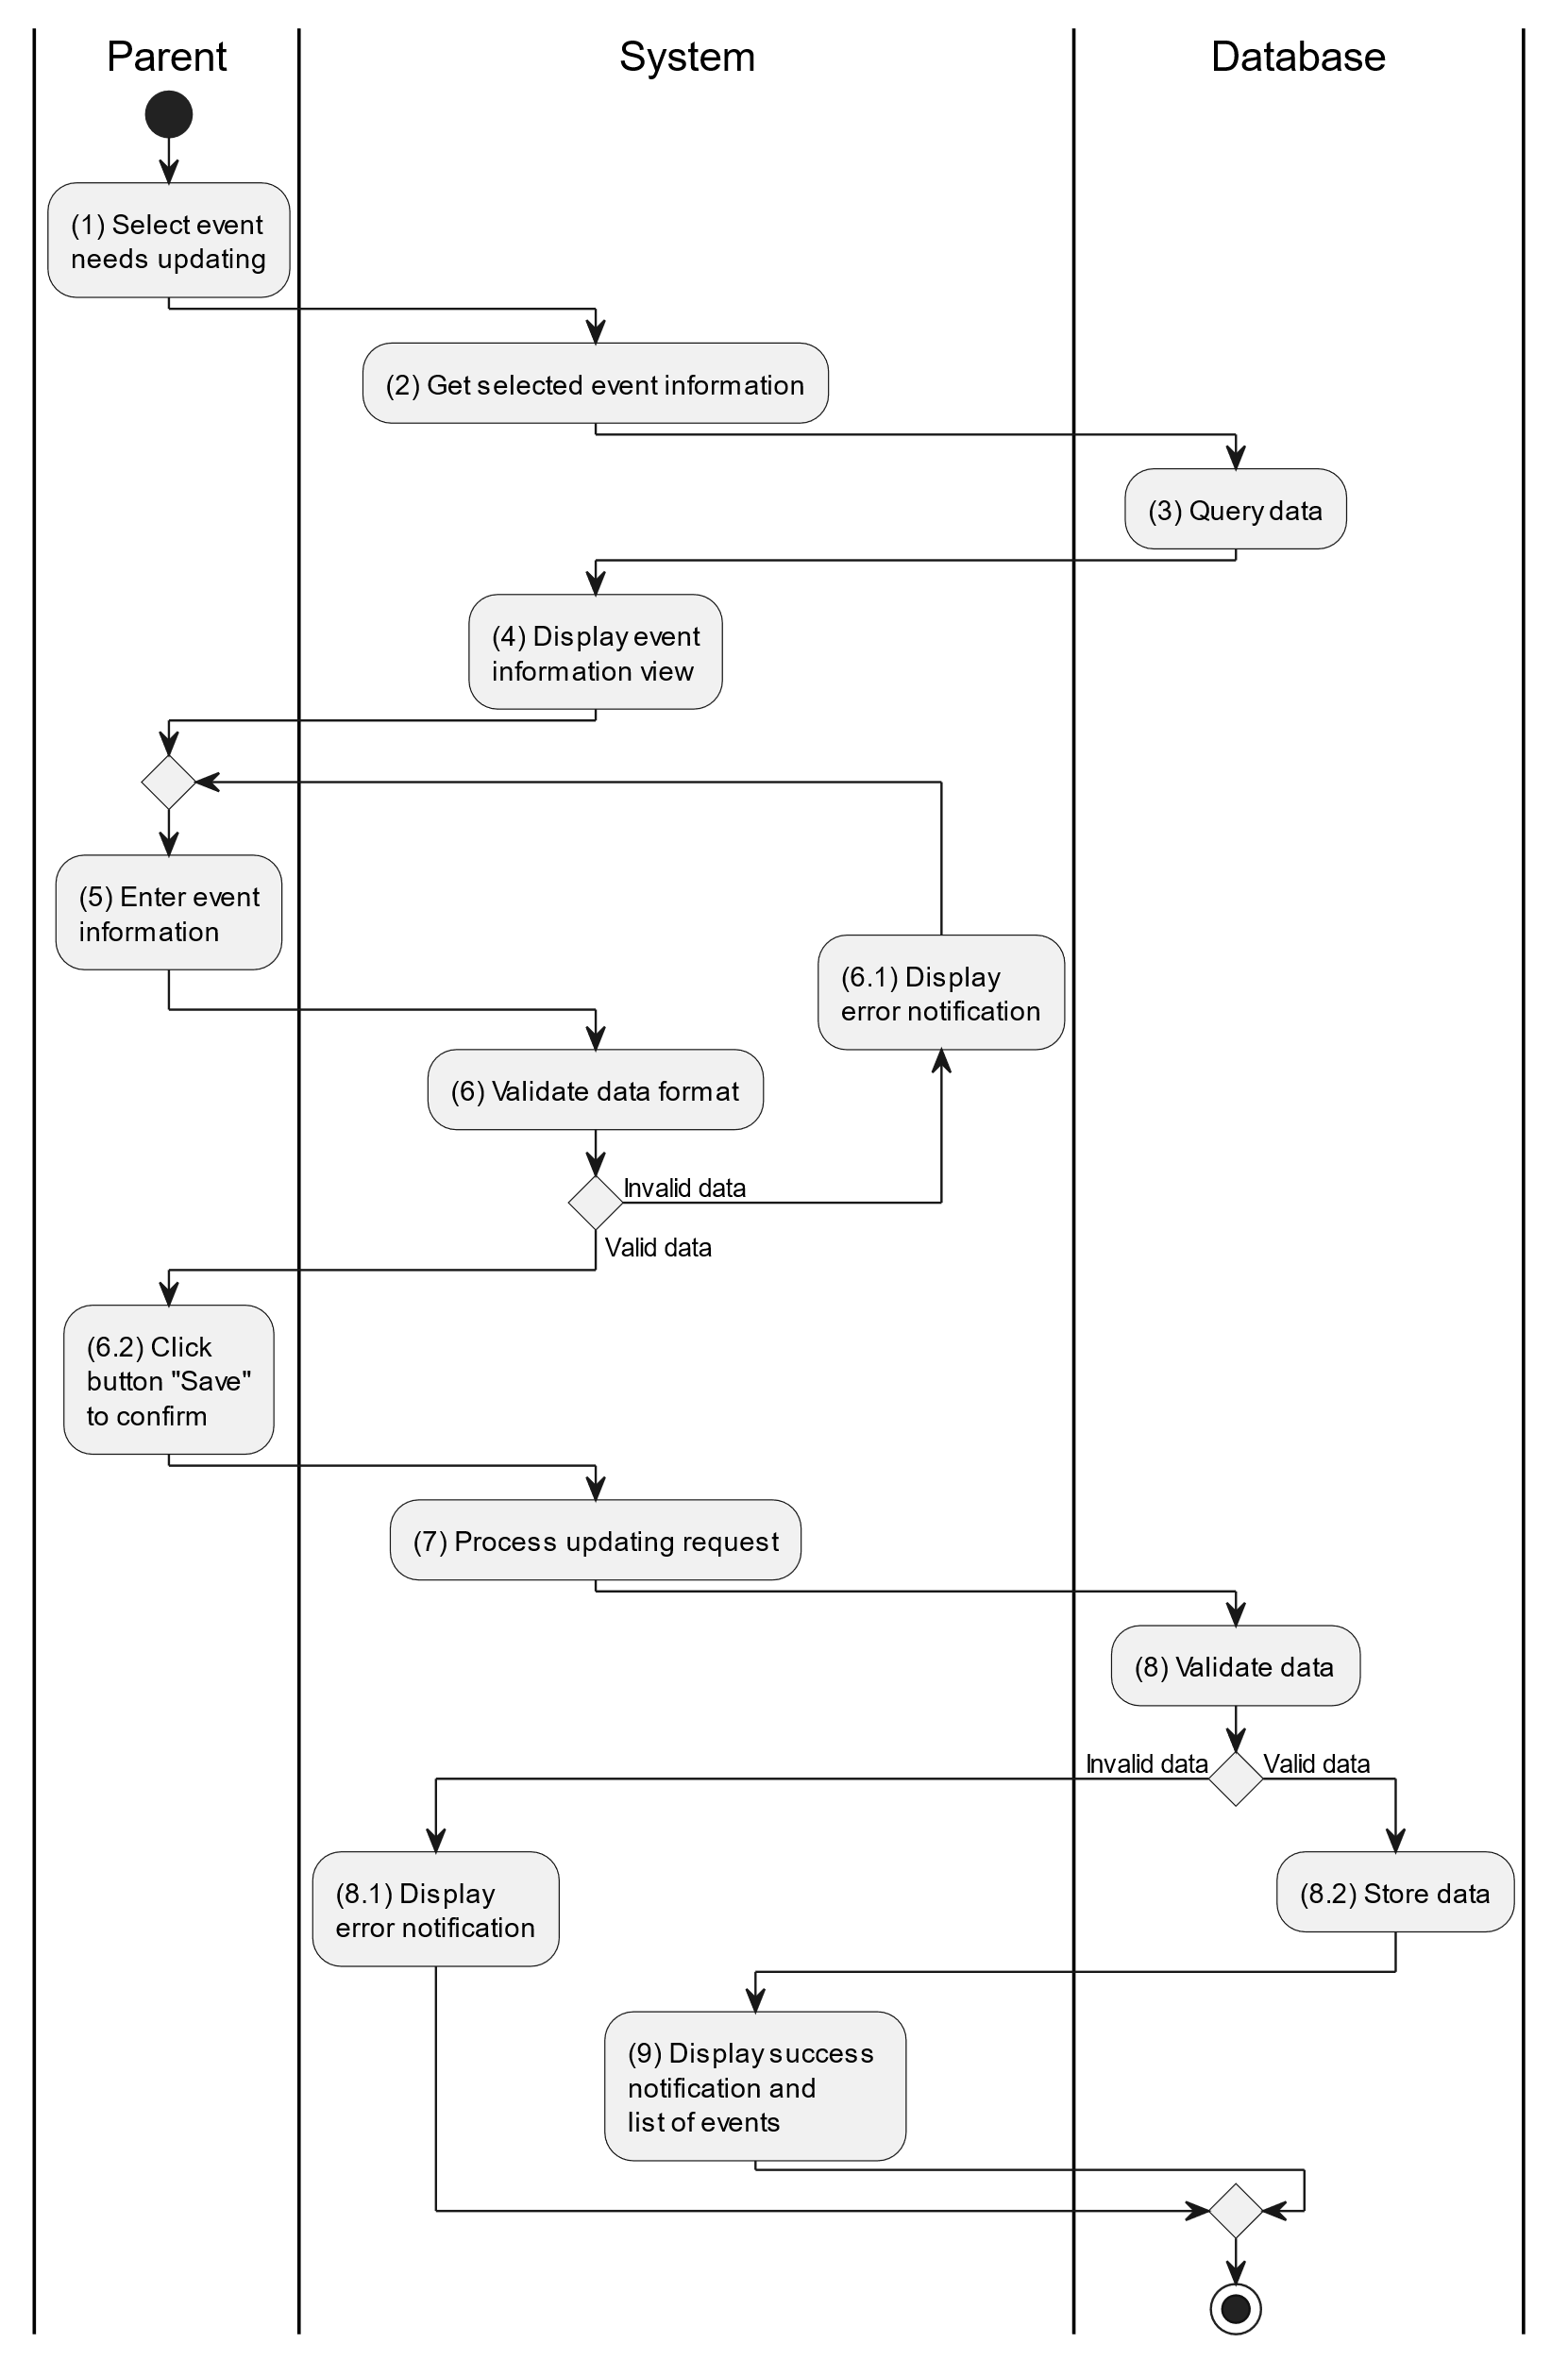 Parent
System
Database
(1) Select event
needs updating
(2) Get selected event information
(3) Query data
(4) Display event
information view
(5) Enter event
information
(6.1) Display
error notification
(6) Validate data format
Invalid data
Valid data
(6.2) Click
button "Save"
to confirm
(7) Process updating request
(8) Validate data
Invalid data
Valid data
(8.1) Display
error notification
(8.2) Store data
(9) Display success
notification and
list of events